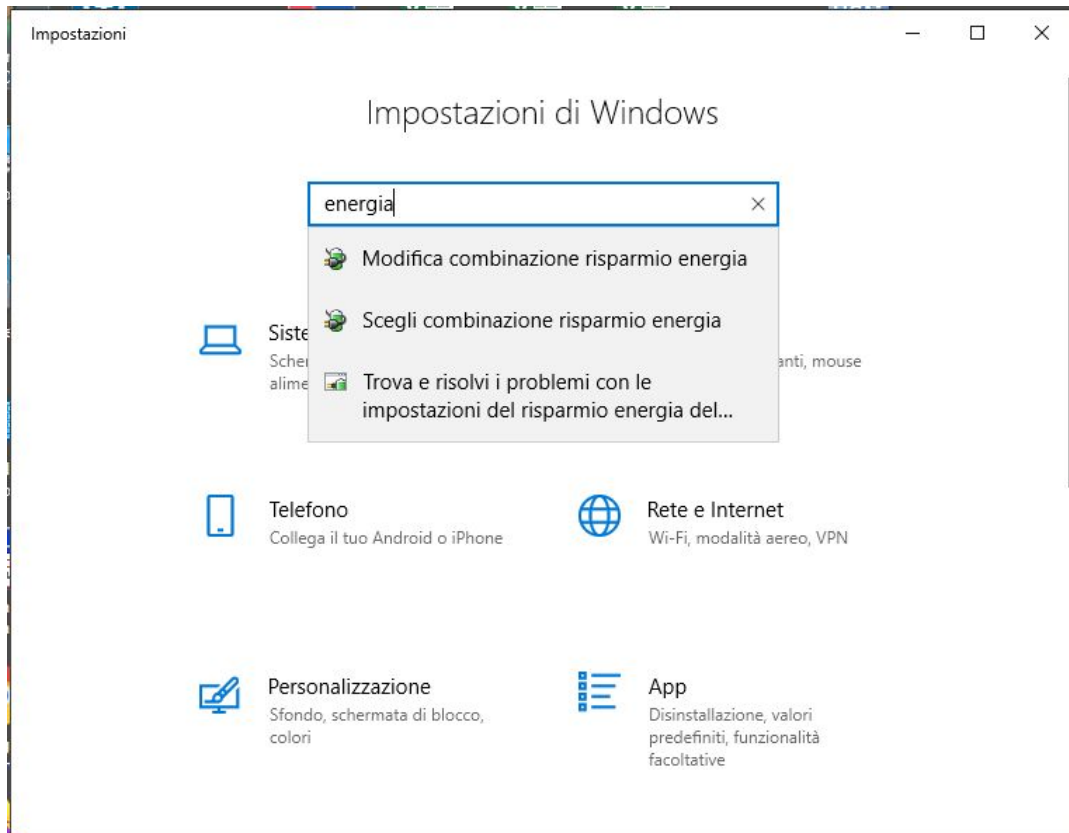 Impostazioni
Impostazioni di Windows
energia
Modifica combinazione risparmio energia
Scegli combinazione risparmio energia
Trova e risolvi i problemi con le
impostazioni del risparmio energia del...
Siste
Scher
alime
anti, mouse
Telefono
Collega il tuo Android o iPhone
Rete e Internet
Wi-Fi, modalità aereo, VPN
Personalizzazione
Sfondo, schermata di blocco,
colori
App
Disinstallazione, valori
predefiniti, funzionalità
facoltative